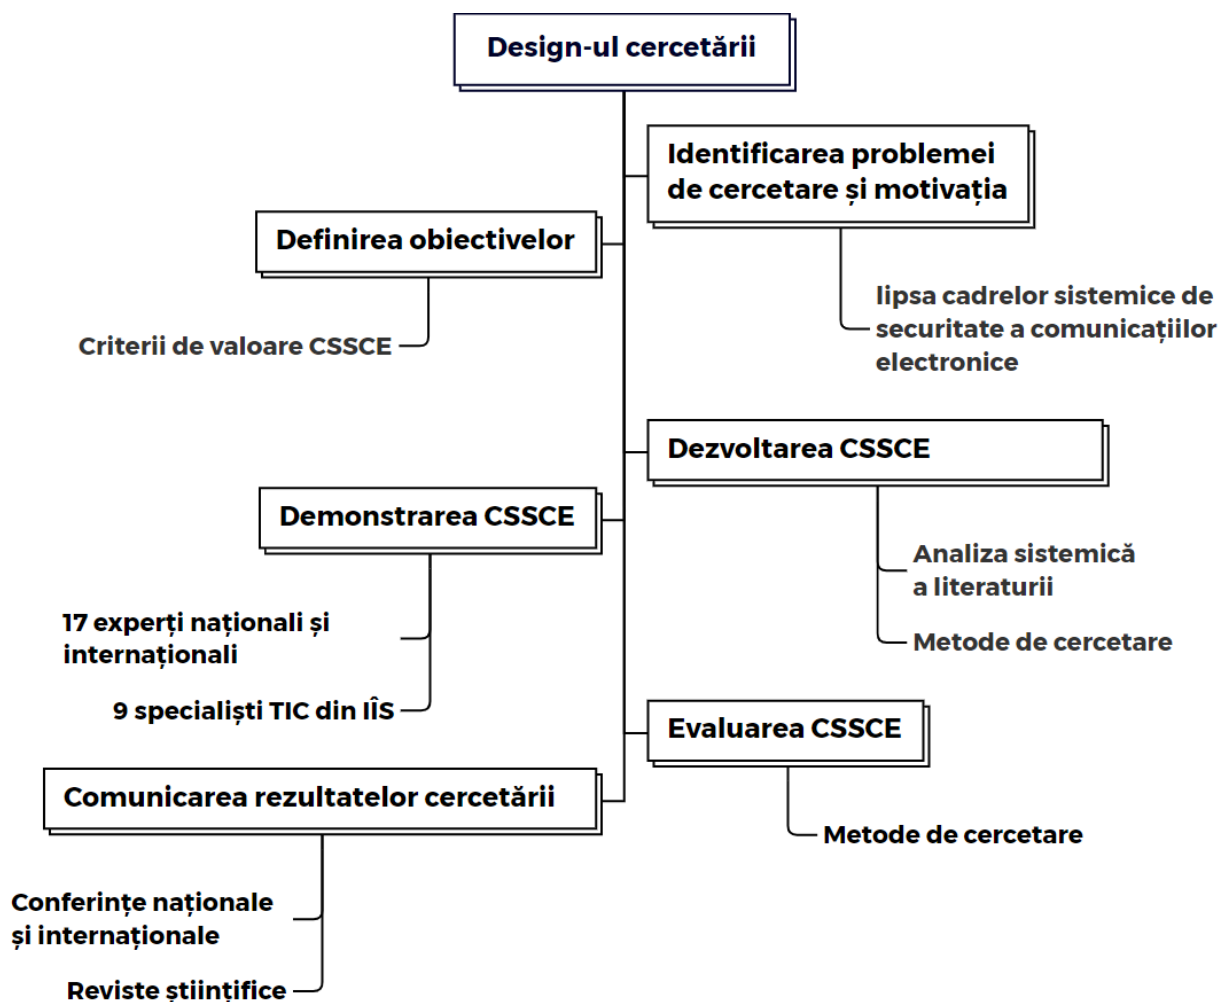 Design-ul cercetării
Identificarea problemei
de cercetare și motivația
lipsa cadrelor sistemice de
securitate a comunicațiilor
electronice
Definirea obiectivelor
Criterii de valoare CSSCE
Dezvoltarea CSSCE
Analiza sistemică
a literaturii
Metode de cercetare
Demonstrarea CSSCE
17 experți naționali și
internaționali
9 specialiști TIC din IÎS
Evaluarea CSSCE
Metode de cercetare
Comunicarea rezultatelor cercetării
Conferințe naționale
și internaționale
Reviste științifice